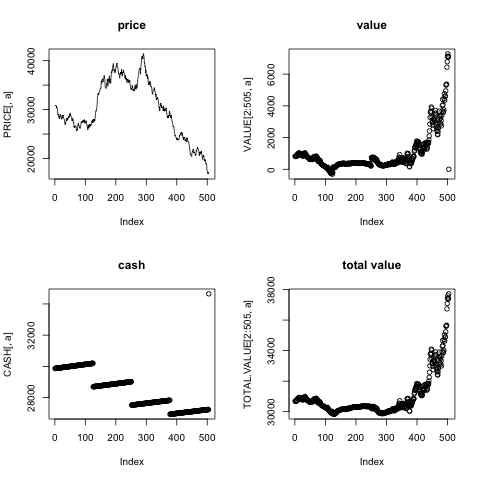 price
PRICE[, a]
20000 30000 40000
0 100 200 300 400 500
Index
value
VALUE[2:505, a]
0 2000 4000 6000
0 100 200 300 400 500
Index
cash
CASH[, a]
28000 32000
0 100 200 300 400 500
Index
total value
TOTAL.VALUE[2:505, a]
30000 34000 38000
0 100 200 300 400 500
Index